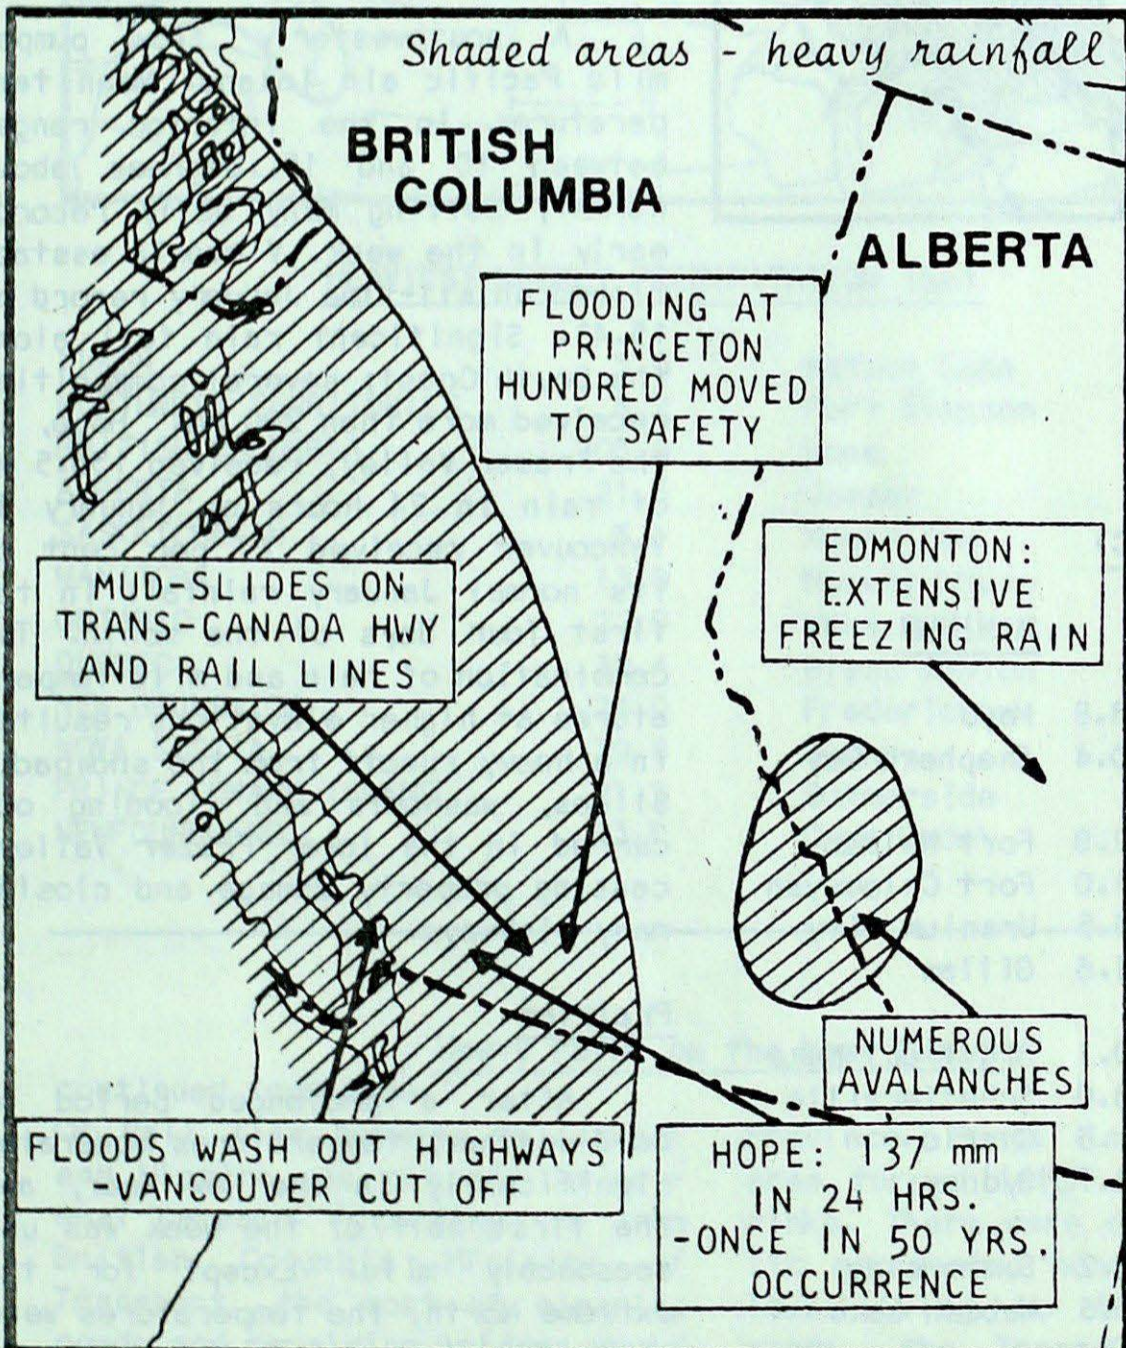 Shaded areas - heavy rainfall
BRITISH
COLUMBIA
ALBERTA
FLOODING AT
PRINCETON
HUNDRED MOVED
TO SAFETY
EDMONTON:
EXTENSIVE
FREEZING RAIN
MUD-SLIDES ON
TRANS-CANADA HWY
AND RAIL LINES
NUMEROUS
AVALANCHES
FLOODS WASH OUT HIGHWAYS
-VANCOUVER CUT OFF
HOPE: 137 mm
IN 24 HRS.
-ONCE IN 50 YRS.
OCCURRENCE